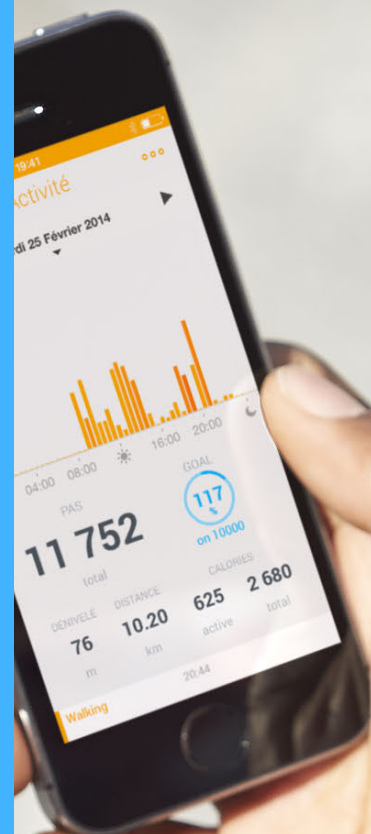 19:41
Activité
di 25 Février 2014
04:00 08:00 16:00 20:00
PAS
GOAL
11 752
117
%
total
on 10000
DÉNIVELÉ DISTANCE CALORIES
76 10.20 625 2 680
m km active total
20:44
Walking